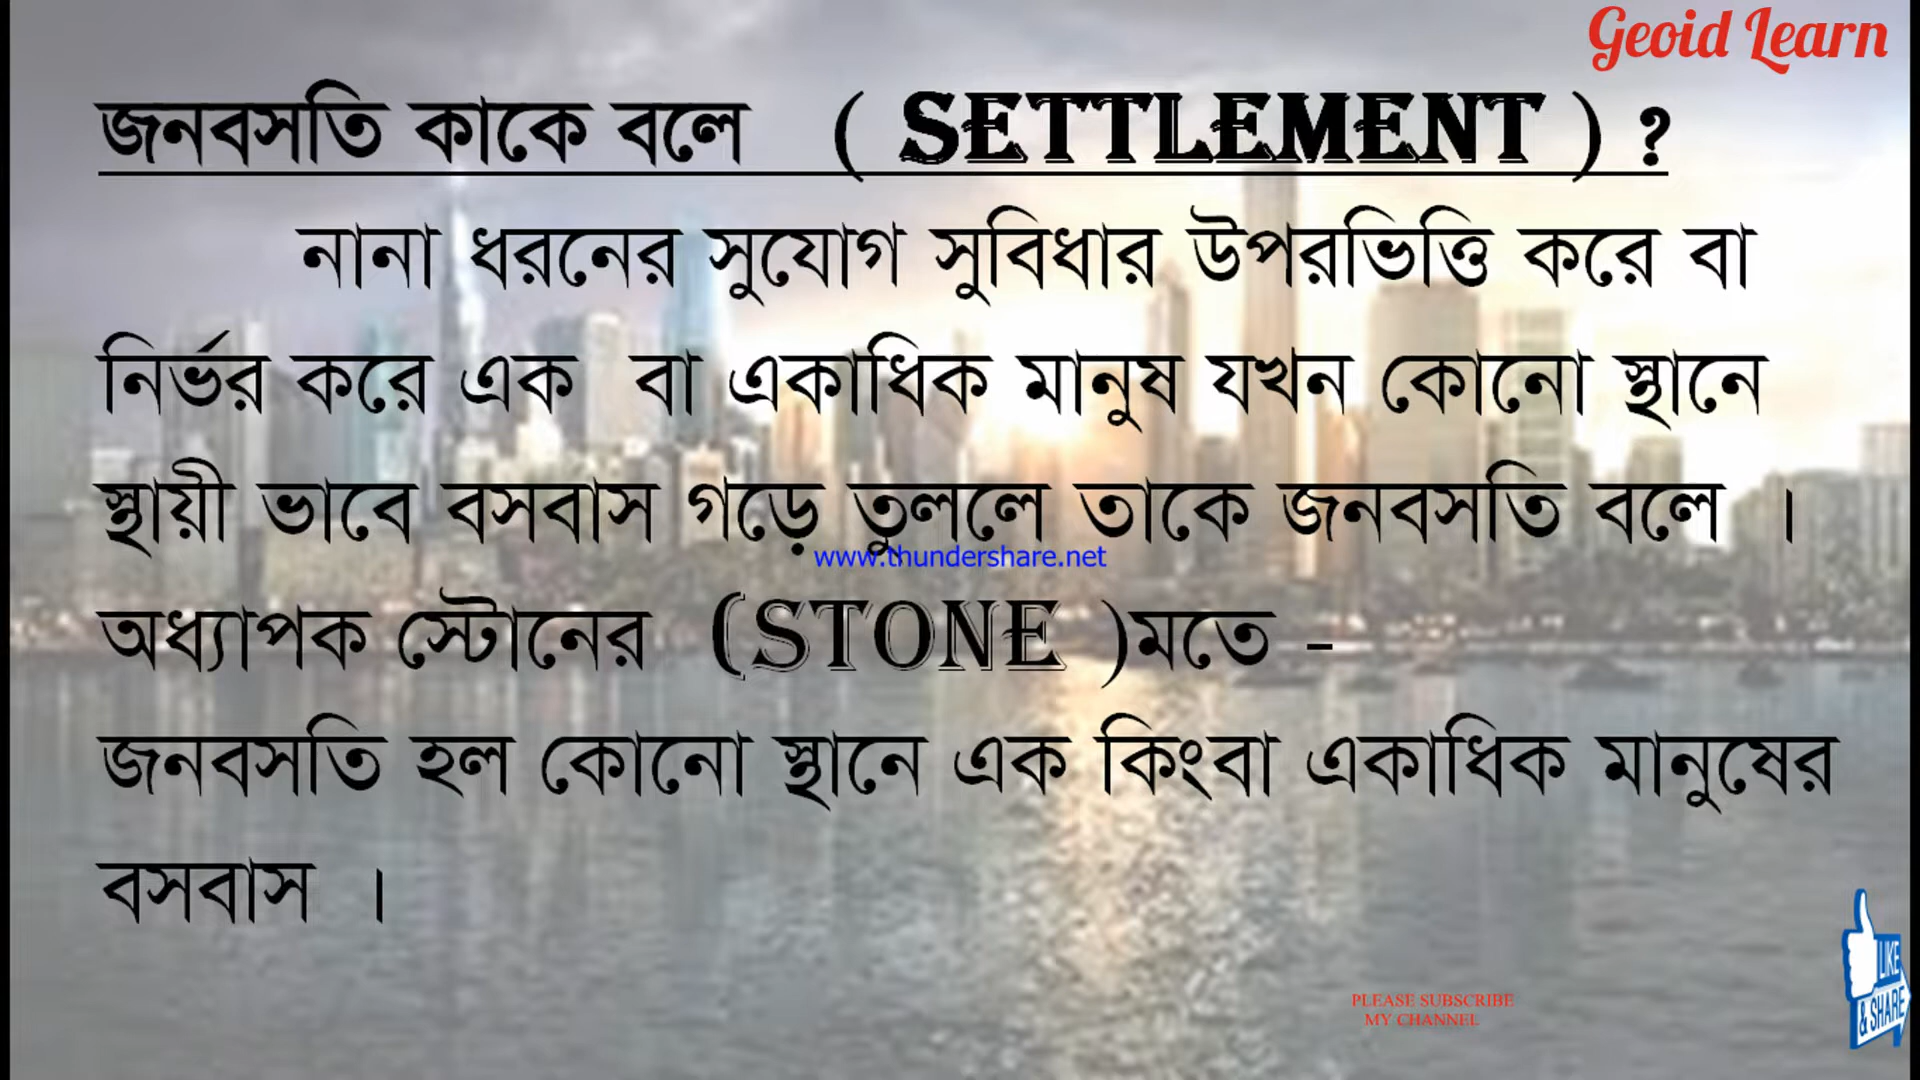 Geoid Learn
জনবসতি কাকে বলে ( SETTLEMENT ) ?
নানা ধরনের সুযোগ সুবিধার উপরভিত্তি করে বা
নির্ভর করে এক বা একাধিক মানুষ যখন কোনো স্থানে
স্থায়ী ভাবে বসবাস গড়ে তুললে তাকে জনবসতি বলে ।
www.thundershare.net
অধ্যাপক স্টোনের (STONE )মতে -
জনবসতি হল কোনো স্থানে এক কিংবা একাধিক মানুষের
বসবাস ।
LIKE
& SHARE
PLEASE SUBSCRIBE
MY CHANNEL